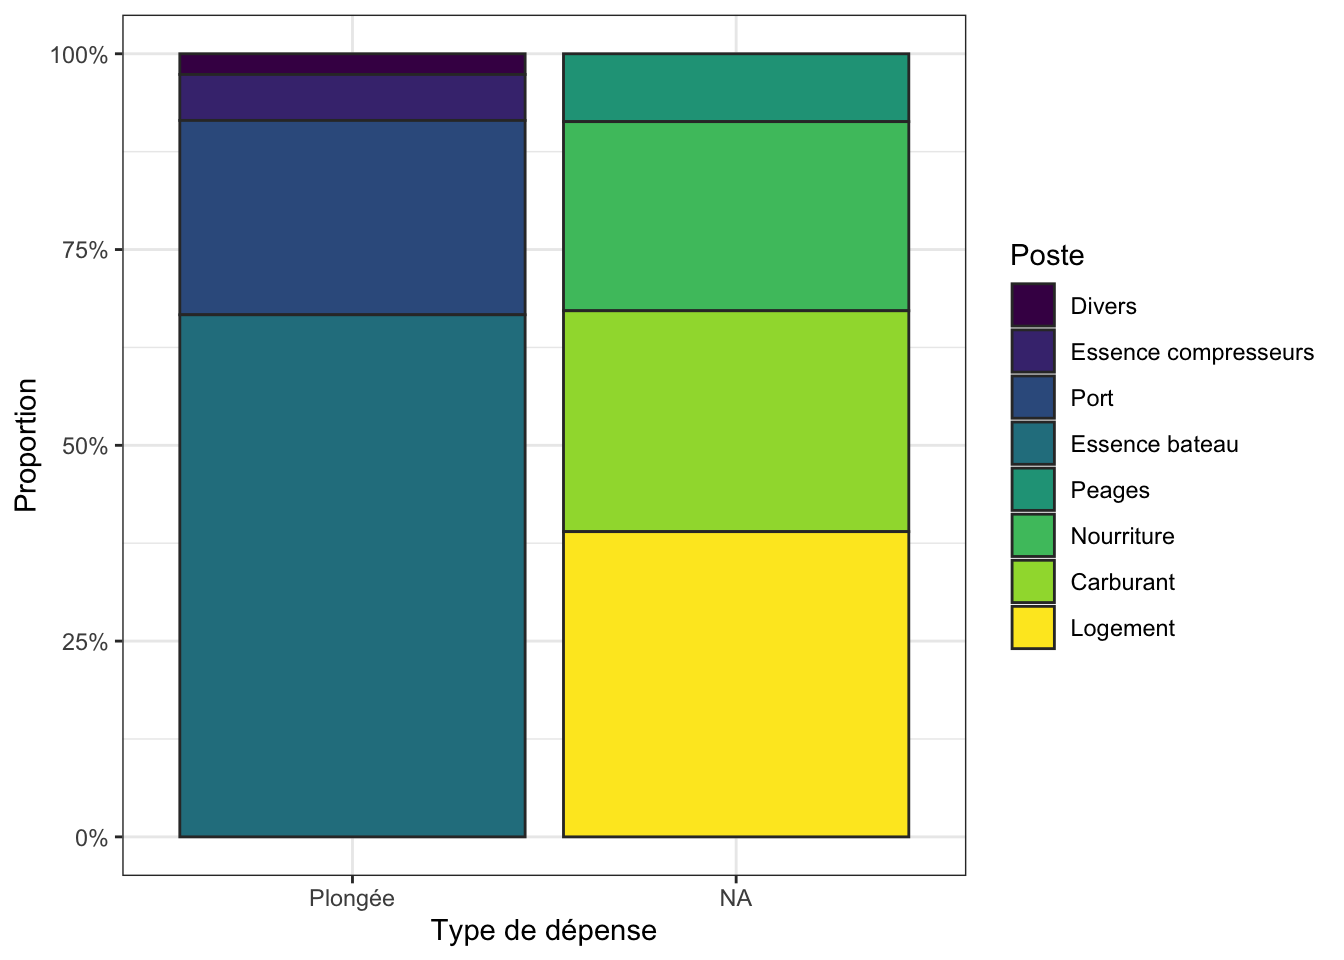 Proportion
100%
75%
50%
25%
0%
Plongée
NA
Type de dépense
Poste
Divers
Essence compresseurs
Port
Essence bateau
Peages
Nourriture
Carburant
Logement